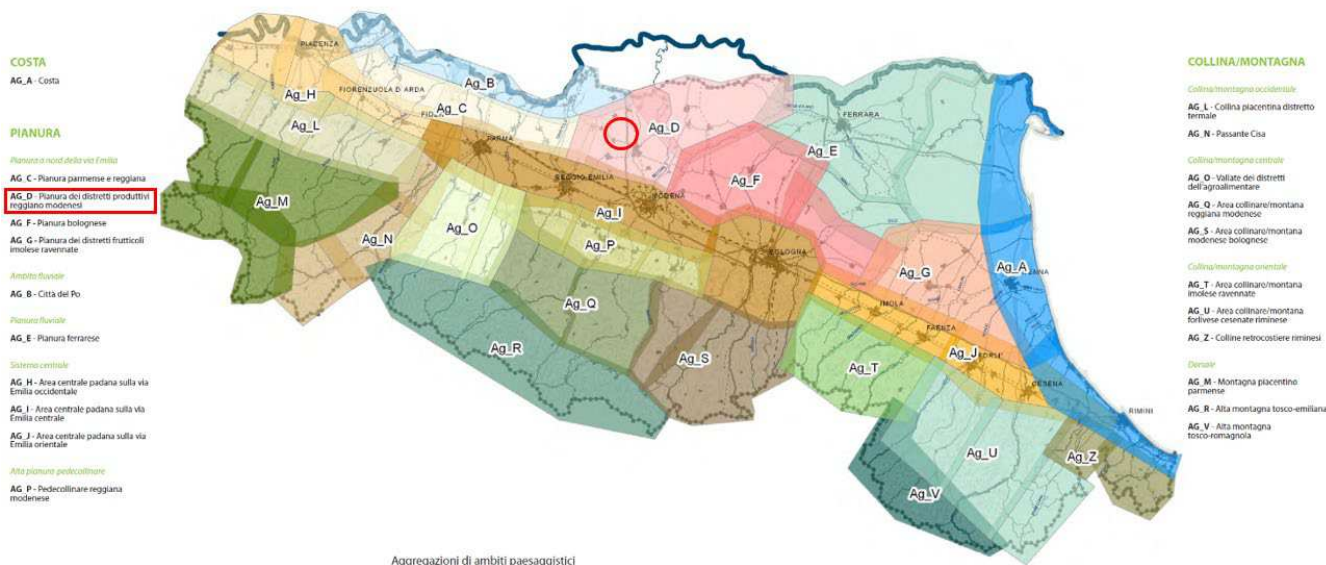 COSTA
AG_A - Costa
PIANURA
Pianura a nord della via Emilia
AG_C - Pianura parmense e reggiana
AG_D - Pianura dei distretti produttivi
reggiano modenesi
AG_F - Pianura bolognese
AG_G - Pianura dei distretti frutticoli
imolese ravennate
Ambito fluviale
AG_B - Città del Po
Pianura fluviale
AG_E - Pianura ferrarese
Sistema centrale
AG_H - Area centrale padana sulla via
Emilia occidentale
AG_I - Area centrale padana sulla via
Emilia centrale
AG_J - Area centrale padana sulla via
Emilia orientale
Alta pianura pedecollinare
AG_P - Pedecollinare reggiana
modenese
PIACENZA
Ag_B
Ag_H
FIORENZUOLA D'ARDA
Ag_C
Ag_L
PARMA
Ag_D
FERRARA
Ag_E
REGGIO EMILIA
Ag_F
MODENA
Ag_M
Ag_I
Ag_N
Ag_O
Ag_P
BOLOGNA
Ag_G
Ag_A
Ag_Q
IMOLA
Ag_R
Ag_S
FAENZA
Ag_J
Ag_T
CESENA
RIMINI
Ag_U
Ag_Z
Ag_V
Aggregazioni di ambiti paesaggistici
COLLINA/MONTAGNA
Collina/montagna occidentale
AG_L - Collina piacentina distretto
termale
AG_N - Passante Cisa
Collina/montagna centrale
AG_O - Vallate dei distretti
dell'agroalimentare
AG_Q - Area collinare/montana
reggiana modenese
AG_S - Area collinare/montana
modenese bolognese
Collina/montagna orientale
AG_T - Area collinare/montana
imolese ravennate
AG_U - Area collinare/montana
forlivese cesenate riminese
AG_Z - Colline retrocostiere riminesi
Dorsale
AG_M - Montagna piacentino
parmense
AG_R - Alta montagna tosco-emiliana
AG_V - Alta montagna
tosco-romagnola